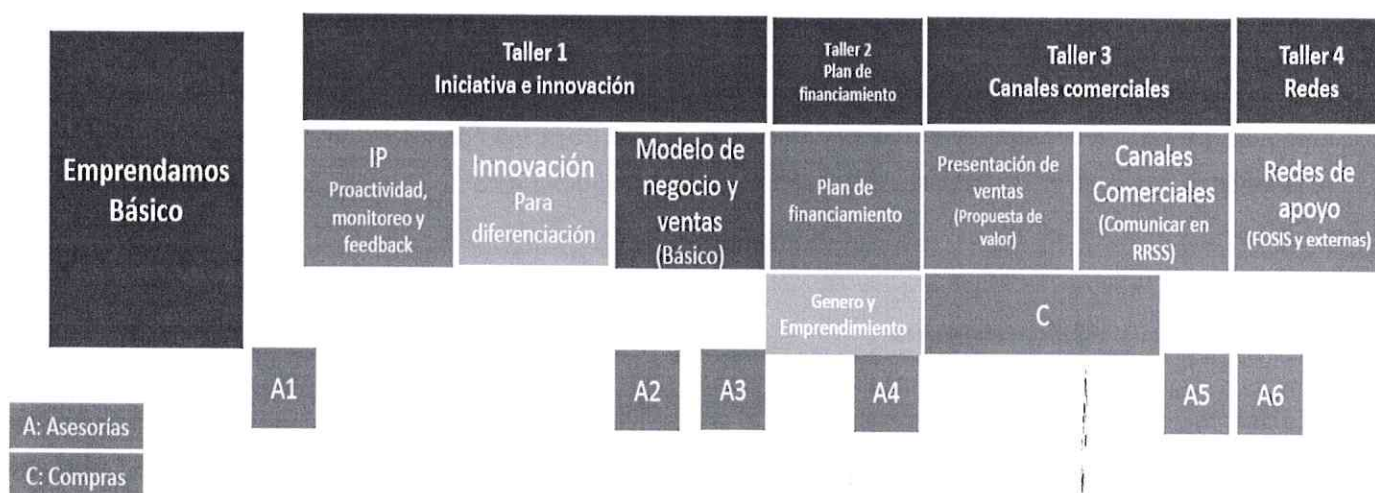 Emprendamos
Básico
Taller 1
Iniciativa e innovación
Taller 2
Plan de
financiamiento
Taller 3
Canales comerciales
Taller 4
Redes
IP
Proactividad,
monitoreo y
feedback
Innovación
Para
diferenciación
Modelo de
negocio y
ventas
(Básico)
Plan de
financiamiento
Presentación de
ventas
(Propuesta de
valor)
Canales
Comerciales
(Comunicar en
RRSS)
Redes de
apoyo
(FOSIS y externas)
Genero y
Emprendimiento
C
A1
A2
A3
A4
A5
A6
A: Asesorías
C: Compras